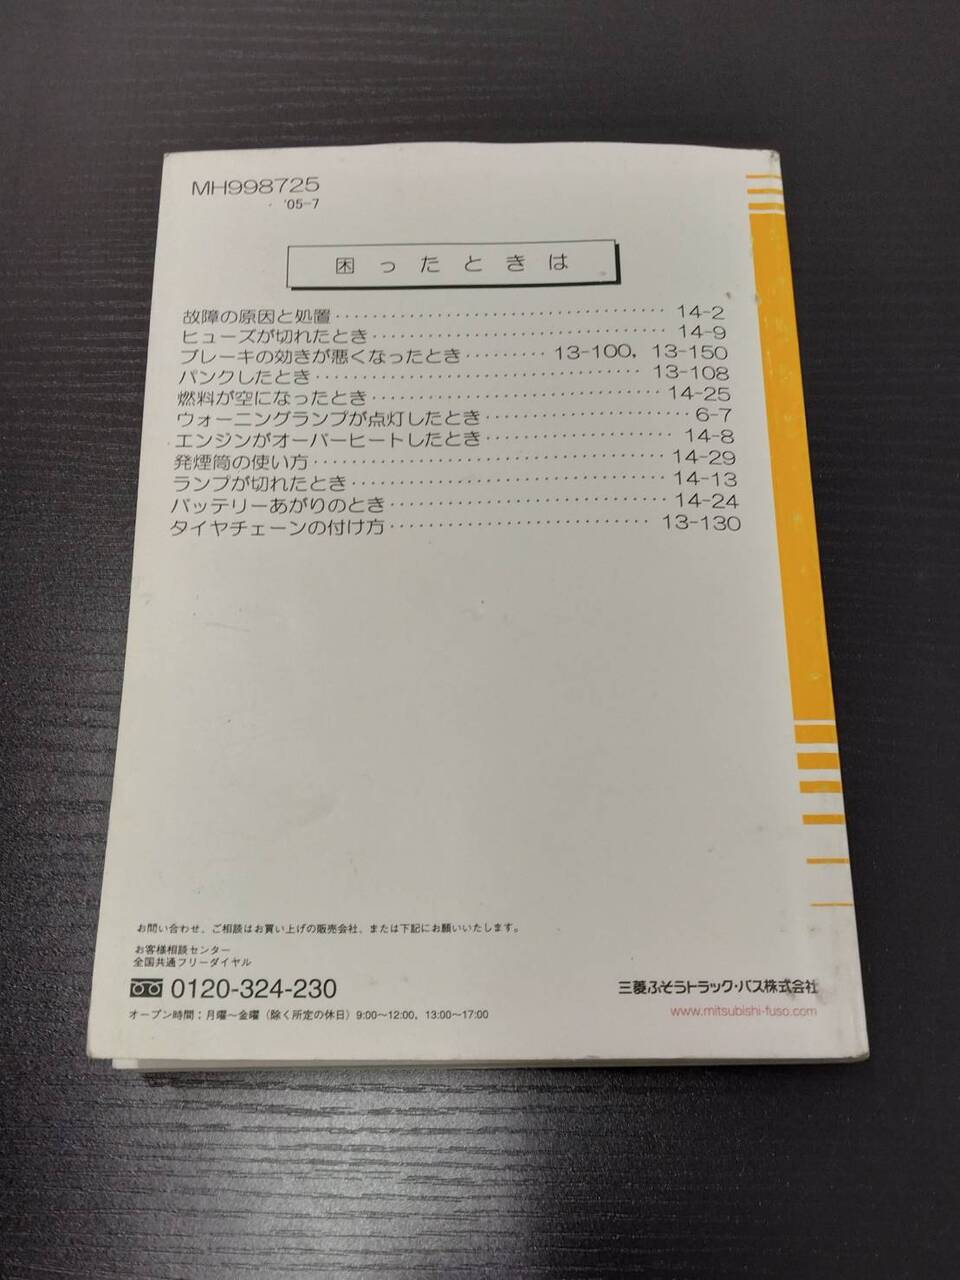 MH998725
'05-7
困ったときは
故障の原因と処置 14-2
ヒューズが切れたとき 14-9
ブレーキの効きが悪くなったとき 13-100, 13-150
パンクしたとき 13-108
燃料が空になったとき 14-25
ウォーニングランプが点灯したとき 6-7
エンジンがオーバーヒートしたとき 14-8
発煙筒の使い方 14-29
ランプが切れたとき 14-13
バッテリーあがりのとき 14-24
タイヤチェーンの付け方 13-130
お問い合わせ、ご相談はお買い上げの販売会社、または下記にお願いいたします。
お客様相談センター
全国共通フリーダイヤル
0120-324-230
オープン時間：月曜～金曜（除く所定の休日）9:00～12:00, 13:00～17:00
三菱ふそうトラック・バス株式会社
www.mitsubishi-fuso.com